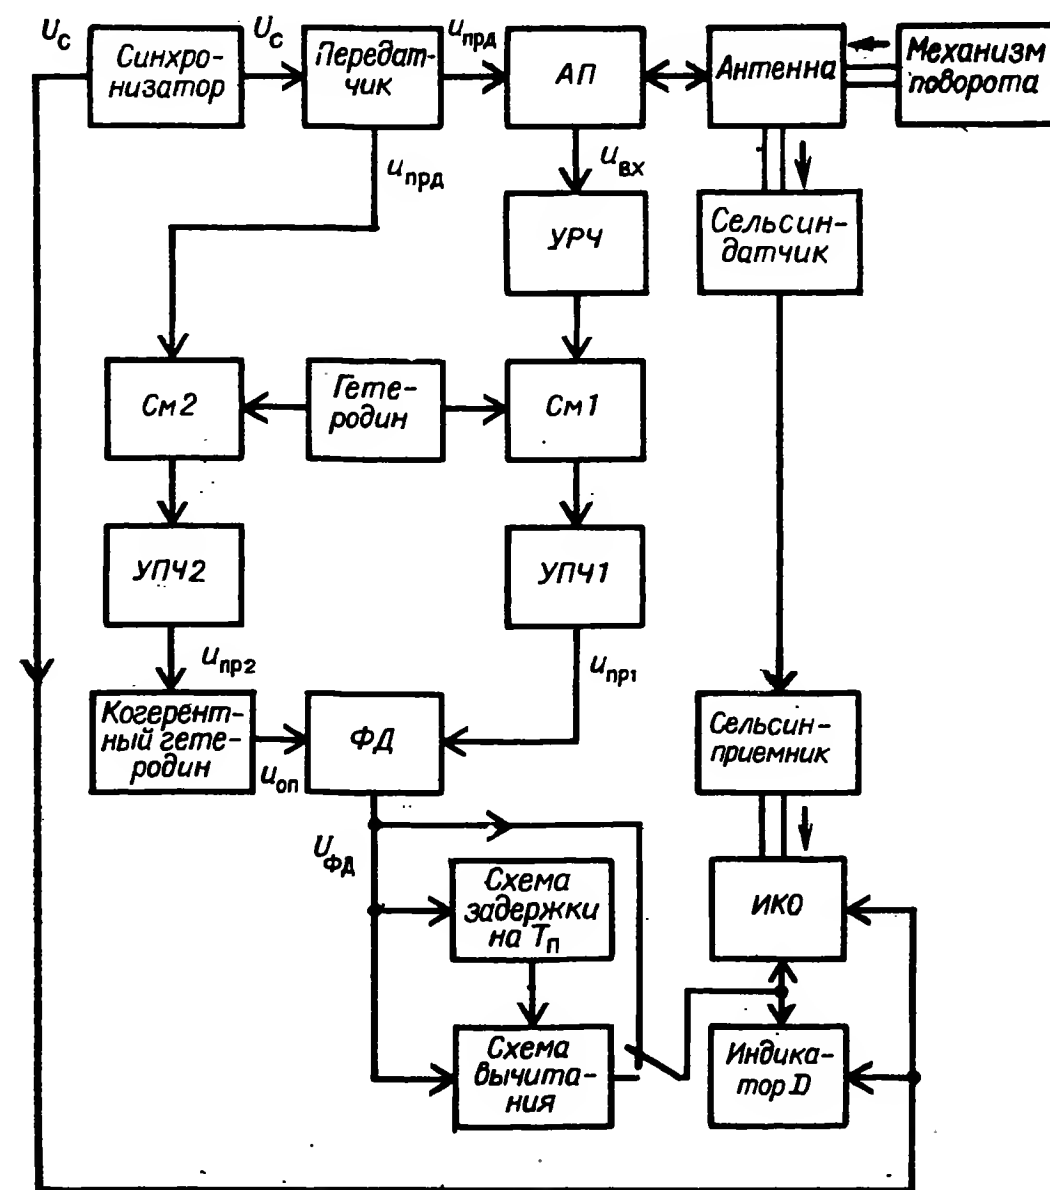 U_с
Синхро-
низатор
U_с
Передат-
чик
u_прд
АП
Антенна
Механизм
поворота
u_прд
u_вх
УРЧ
Сельсин-
датчик
См2
Гете-
родин
См1
УПЧ2
УПЧ1
u_пр2
u_пр1
Когерент-
ный гете-
родин
u_оп
ФД
Сельсин-
приемник
U_ФД
Схема
задержки
на T_П
ИКО
Схема
вычита-
ния
Индика-
тор D